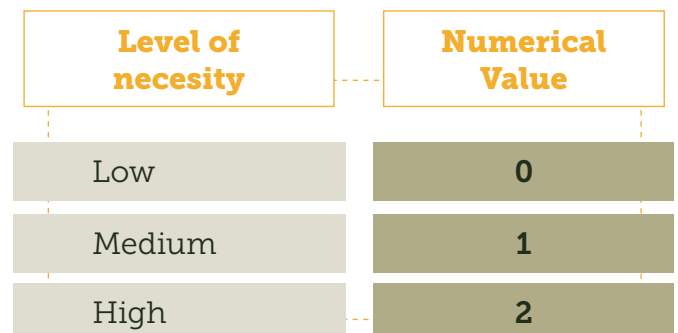 Level of
necesity
Numerical
Value
Low
0
Medium
1
High
2